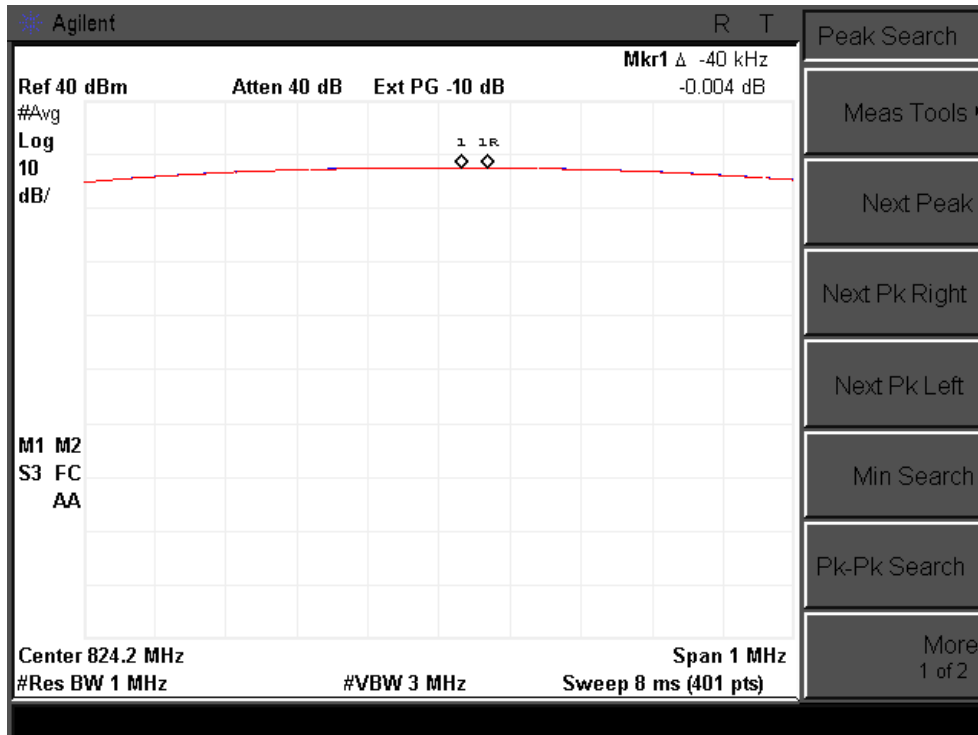 Agilent R T
Mkr1 Δ -40 kHz
Ref 40 dBm Atten 40 dB Ext PG -10 dB -0.004 dB
#Avg
Log
10
dB/
1 1R
M1 M2
S3 FC
AA
Center 824.2 MHz Span 1 MHz
#Res BW 1 MHz #VBW 3 MHz Sweep 8 ms (401 pts)
Peak Search
Meas Tools
Next Peak
Next Pk Right
Next Pk Left
Min Search
Pk-Pk Search
More
1 of 2